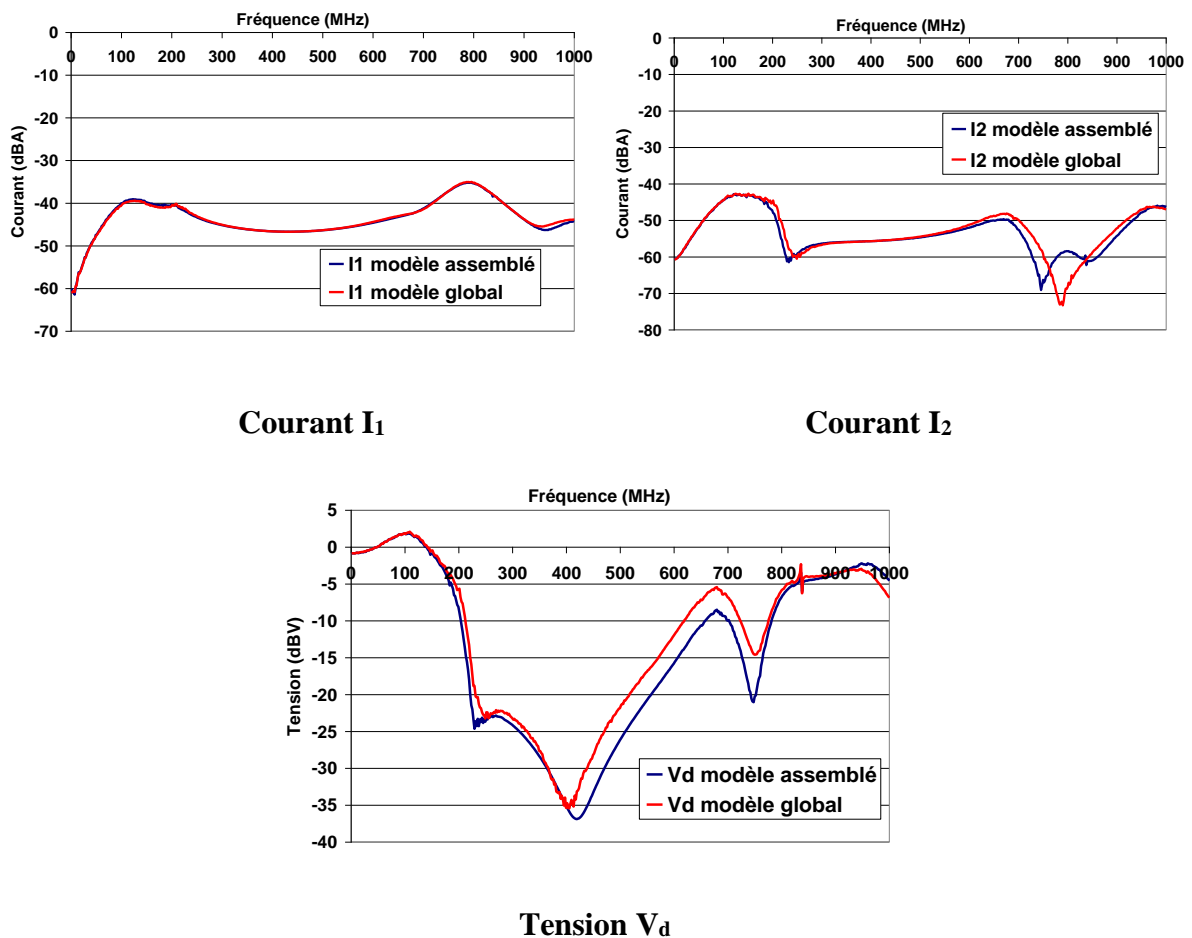 Fréquence (MHz)
0
0 100 200 300 400 500 600 700 800 900 1000
-10
-20
-30
-40
-50
-60
-70
Courant (dBA)
I1 modèle assemblé
I1 modèle global
Courant I1
Fréquence (MHz)
0
0 100 200 300 400 500 600 700 800 900 1000
-10
-20
-30
-40
-50
-60
-70
-80
Courant (dBA)
I2 modèle assemblé
I2 modèle global
Courant I2
Fréquence (MHz)
5
0
0 100 200 300 400 500 600 700 800 900 1000
-5
-10
-15
-20
-25
-30
-35
-40
Tension (dBV)
Vd modèle assemblé
Vd modèle global
Tension Vd